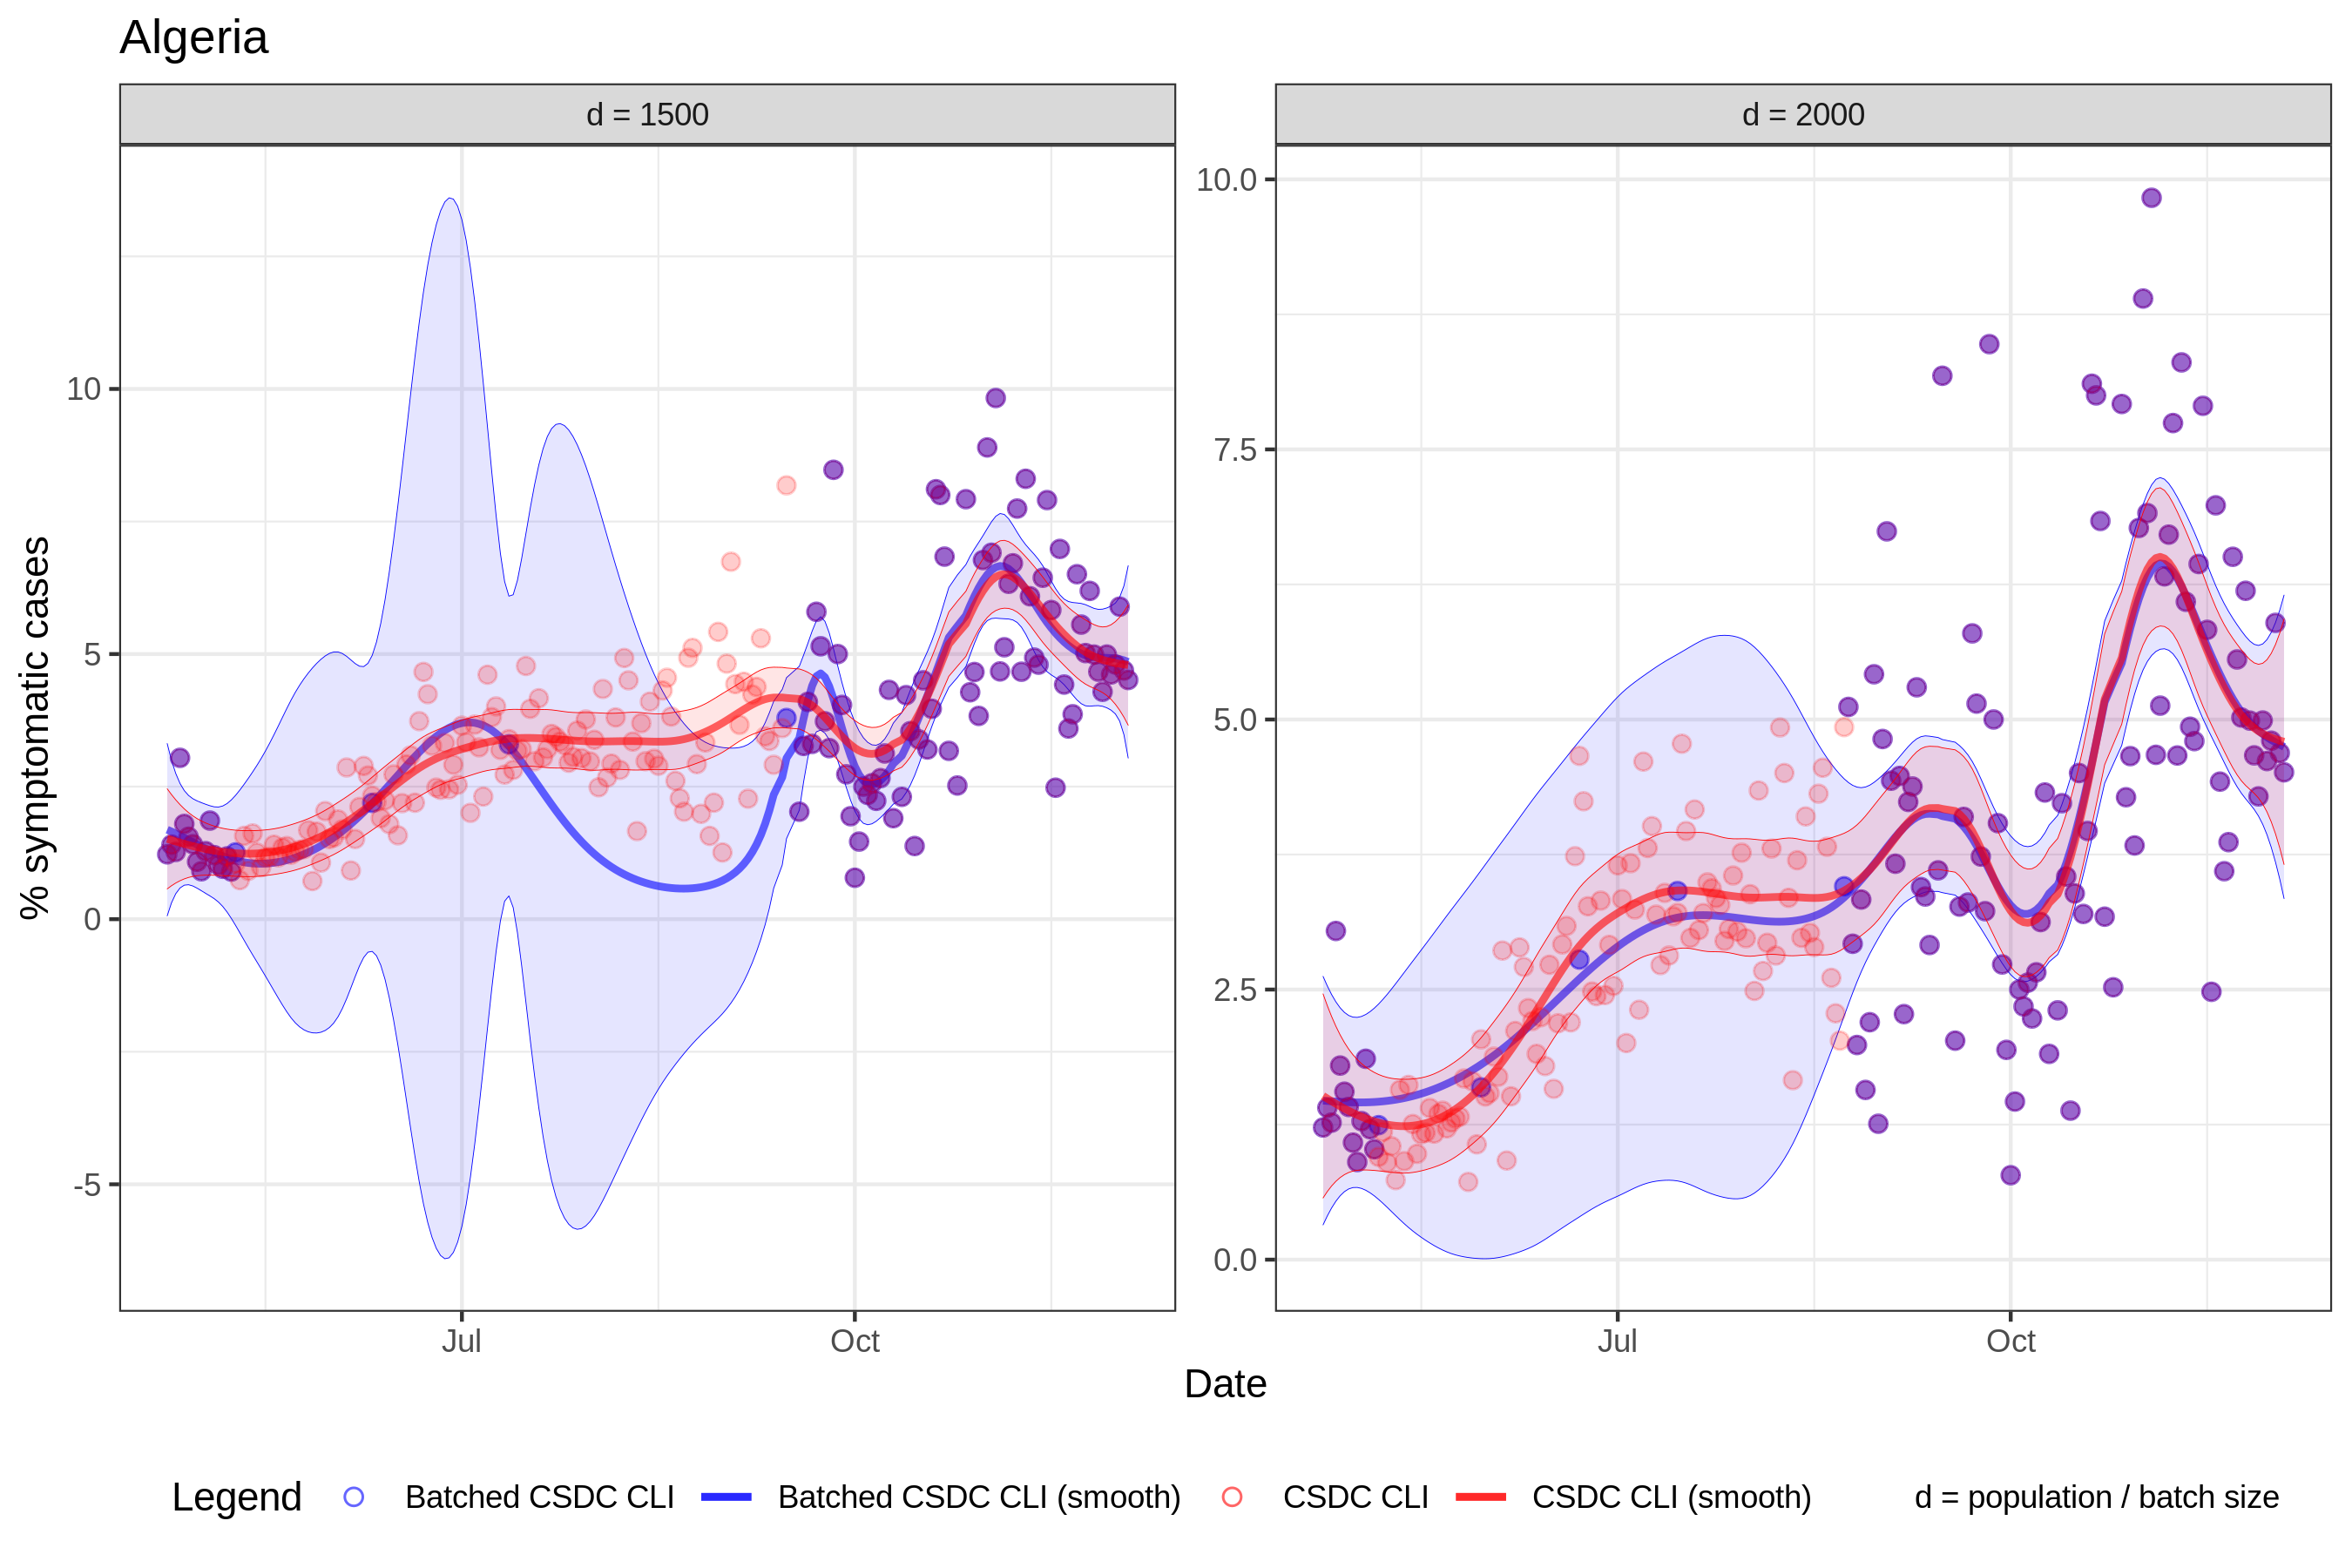 Algeria
d = 1500
d = 2000
% symptomatic cases
10
5
0
-5
10.0
7.5
5.0
2.5
0.0
Jul
Oct
Jul
Oct
Date
Legend Batched CSDC CLI Batched CSDC CLI (smooth) CSDC CLI CSDC CLI (smooth) d = population / batch size